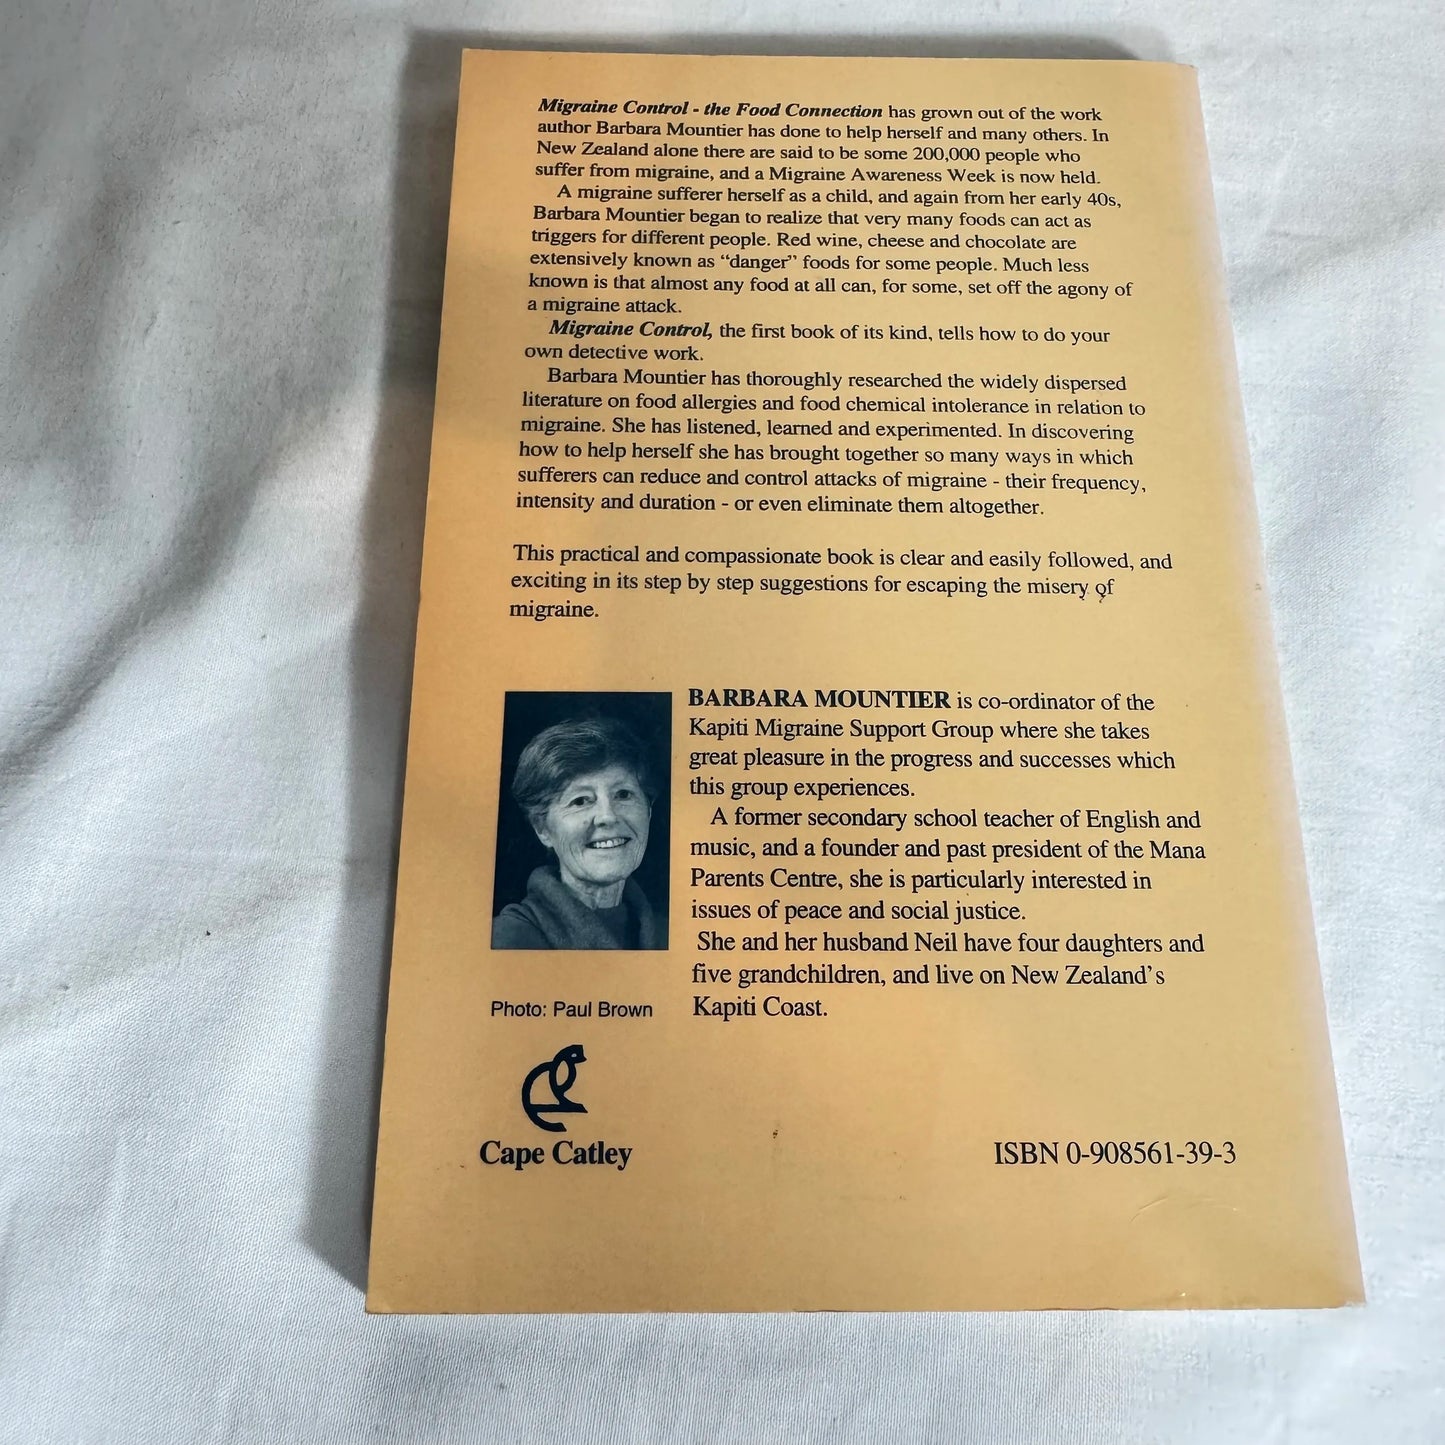 Migraine Control - the Food Connection has grown out of the work
author Barbara Mountier has done to help herself and many others. In
New Zealand alone there are said to be some 200,000 people who
suffer from migraine, and a Migraine Awareness Week is now held.
A migraine sufferer herself as a child, and again from her early 40s,
Barbara Mountier began to realize that very many foods can act as
triggers for different people. Red wine, cheese and chocolate are
extensively known as "danger" foods for some people. Much less
known is that almost any food at all can, for some, set off the agony of
a migraine attack.
Migraine Control, the first book of its kind, tells how to do your
own detective work.
Barbara Mountier has thoroughly researched the widely dispersed
literature on food allergies and food chemical intolerance in relation to
migraine. She has listened, learned and experimented. In discovering
how to help herself she has brought together so many ways in which
sufferers can reduce and control attacks of migraine - their frequency,
intensity and duration - or even eliminate them altogether.
This practical and compassionate book is clear and easily followed, and
exciting in its step by step suggestions for escaping the misery of
migraine.
BARBARA MOUNTIER is co-ordinator of the
Kapiti Migraine Support Group where she takes
great pleasure in the progress and successes which
this group experiences.
A former secondary school teacher of English and
music, and a founder and past president of the Mana
Parents Centre, she is particularly interested in
issues of peace and social justice.
She and her husband Neil have four daughters and
five grandchildren, and live on New Zealand's
Kapiti Coast.
Photo: Paul Brown
Cape Catley
ISBN 0-908561-39-3